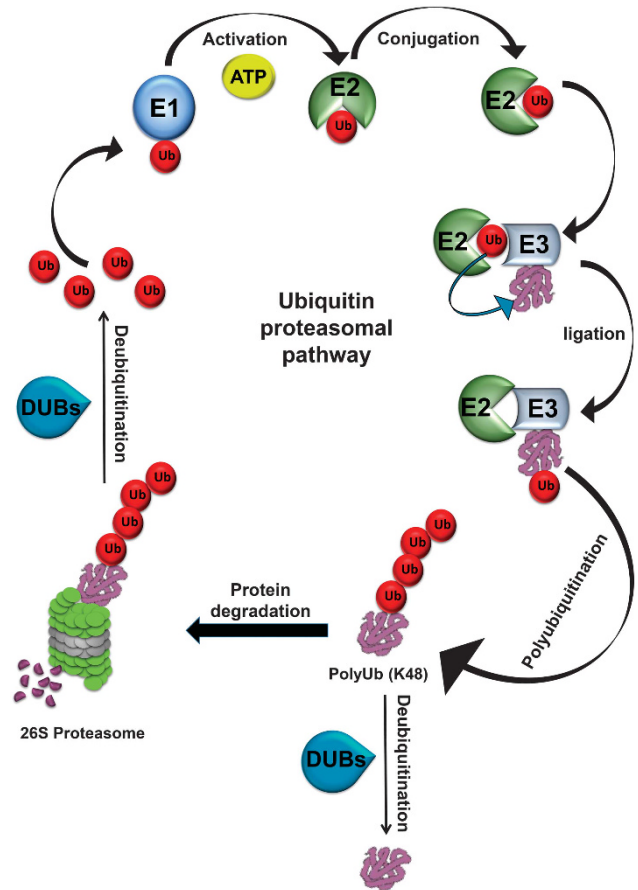 Activation
Conjugation
ATP
E1
Ub
E2
Ub
E2
Ub
E2
Ub
E3
ligation
E2
E3
Ub
Ubiquitin
proteasomal
pathway
Ub
Ub
Ub
Ub
DUBs
Deubiquitination
Ub
Ub
Ub
Ub
Ub
Ub
Ub
Ub
Protein
degradation
Polyubiquitination
PolyUb (K48)
26S Proteasome
DUBs
Deubiquitination